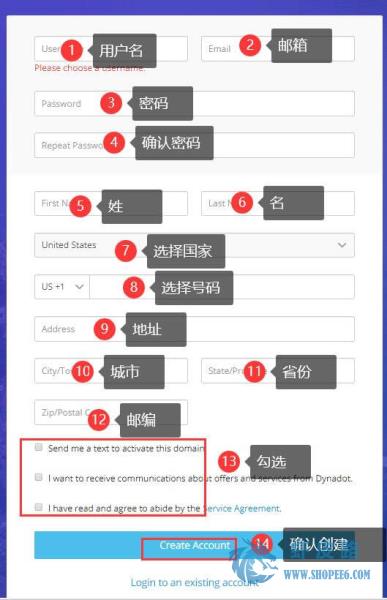 User 1 用户名 Email 2 邮箱
Please choose a username.
Password 3 密码
Repeat Passwo 4 确认密码
First N 5 姓 Last N 6 名
United States 7 选择国家
US +1 8 选择号码
Address 9 地址
City/To 10 城市 State/Pro 11 省份
Zip/Postal C 12 邮编
Send me a text to activate this domain 13 勾选
I want to receive communications about offers and services from Dynadot.
I have read and agree to abide by the Service Agreement.
Create Account 14 确认创建
WWW.SHOPEE6.COM
Login to an existing account